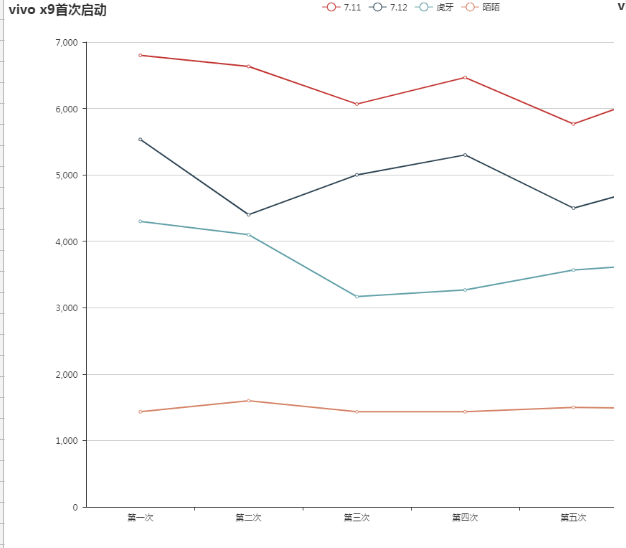 vivo x9首次启动
7.11 7.12 虎牙 陌陌
v
7,000
6,000
5,000
4,000
3,000
2,000
1,000
0
第一次 第二次 第三次 第四次 第五次